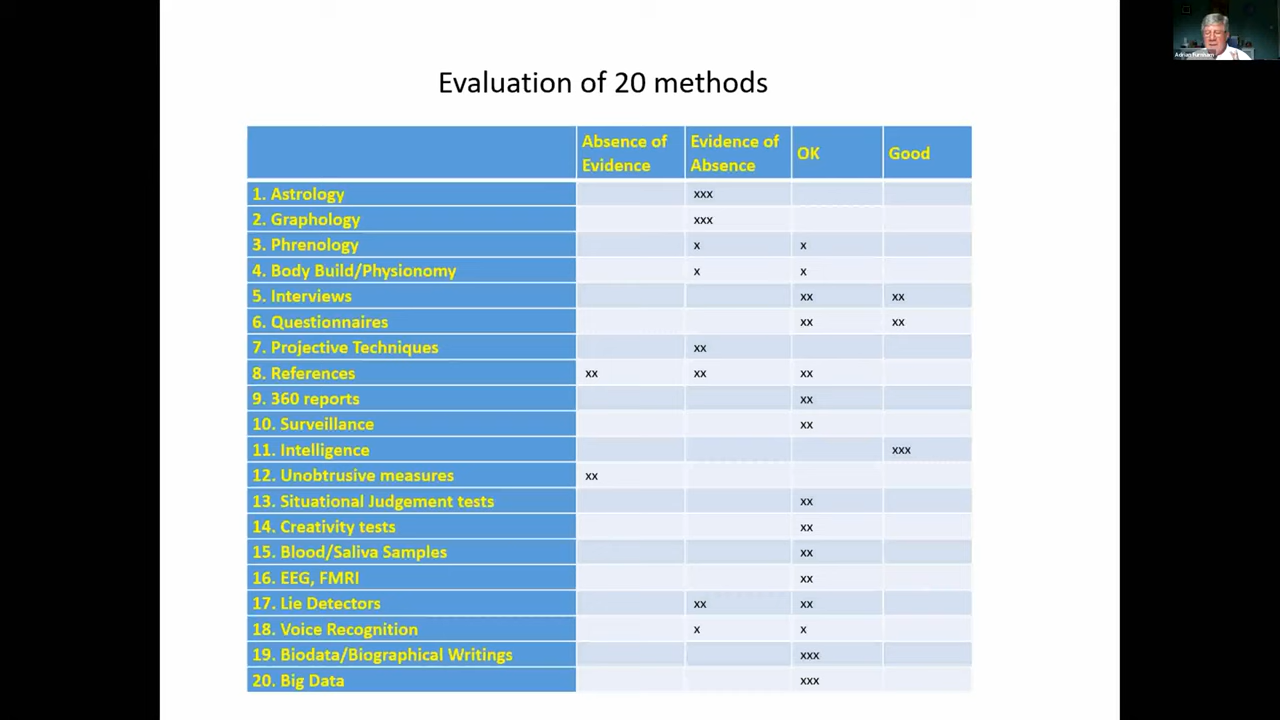 Adrian Furnham
Evaluation of 20 methods
Absence of Evidence | Evidence of Absence | OK | Good
1. Astrology xxx
2. Graphology xxx
3. Phrenology x x
4. Body Build/Physionomy x x
5. Interviews xx xx
6. Questionnaires xx xx
7. Projective Techniques xx
8. References xx xx xx
9. 360 reports xx
10. Surveillance xx
11. Intelligence xxx
12. Unobtrusive measures xx
13. Situational Judgement tests xx
14. Creativity tests xx
15. Blood/Saliva Samples xx
16. EEG, FMRI xx
17. Lie Detectors xx xx
18. Voice Recognition x x
19. Biodata/Biographical Writings xxx
20. Big Data xxx